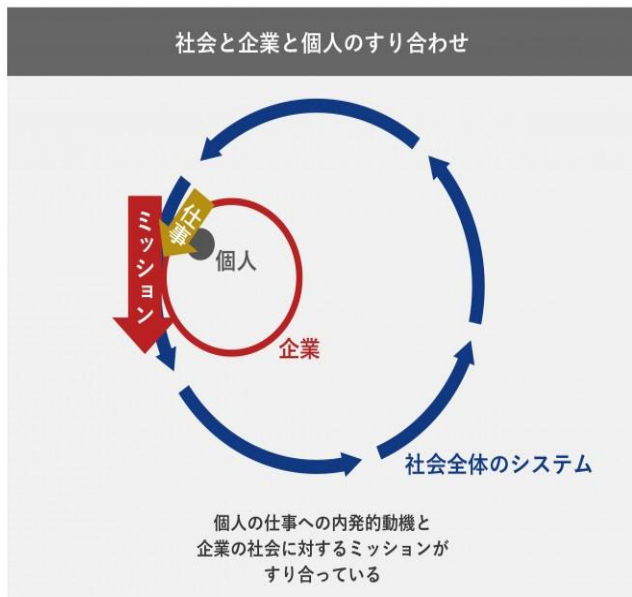 社会と企業と個人のすり合わせ
仕事
ミッション
個人
企業
社会全体のシステム
個人の仕事への内発的動機と
企業の社会に対するミッションが
すり合っている